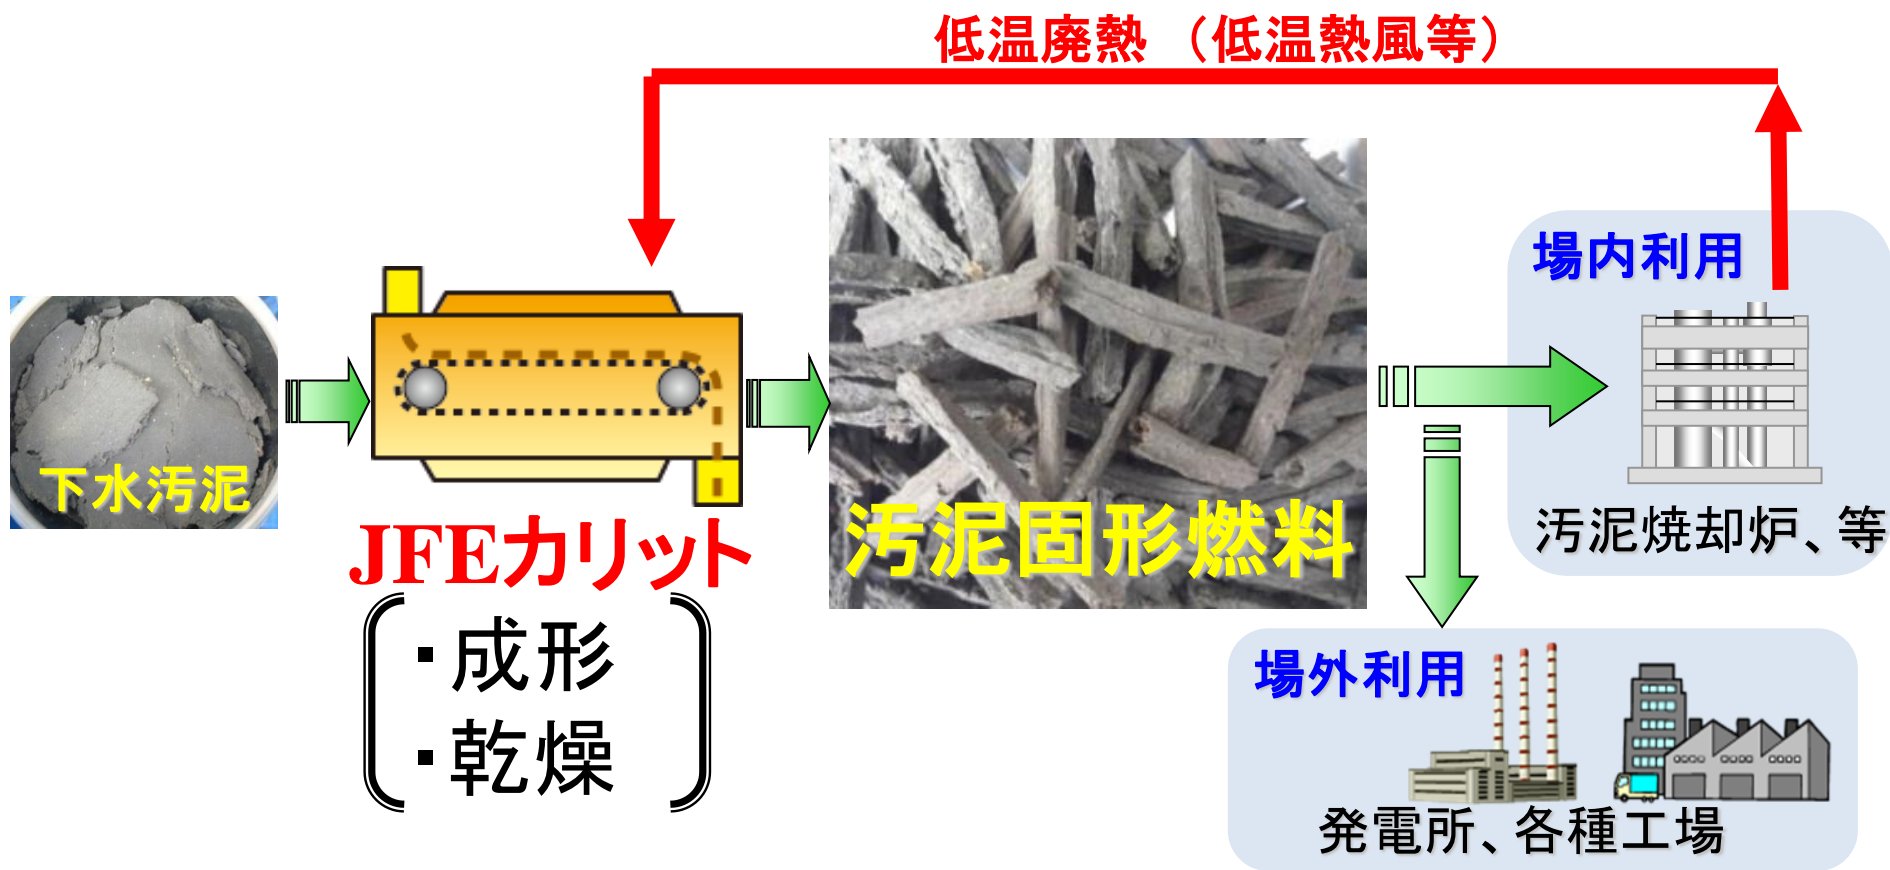 低温廃熱 （低温熱風等）
下水汚泥
JFEカリット
・成形
・乾燥
汚泥固形燃料
場内利用
汚泥焼却炉、等
場外利用
発電所、各種工場